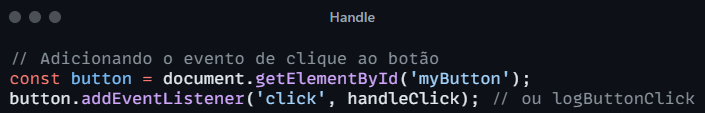 Handle
// Adicionando o evento de clique ao botão
const button = document.getElementById('myButton');
button.addEventListener('click', handleClick); // ou logButtonClick